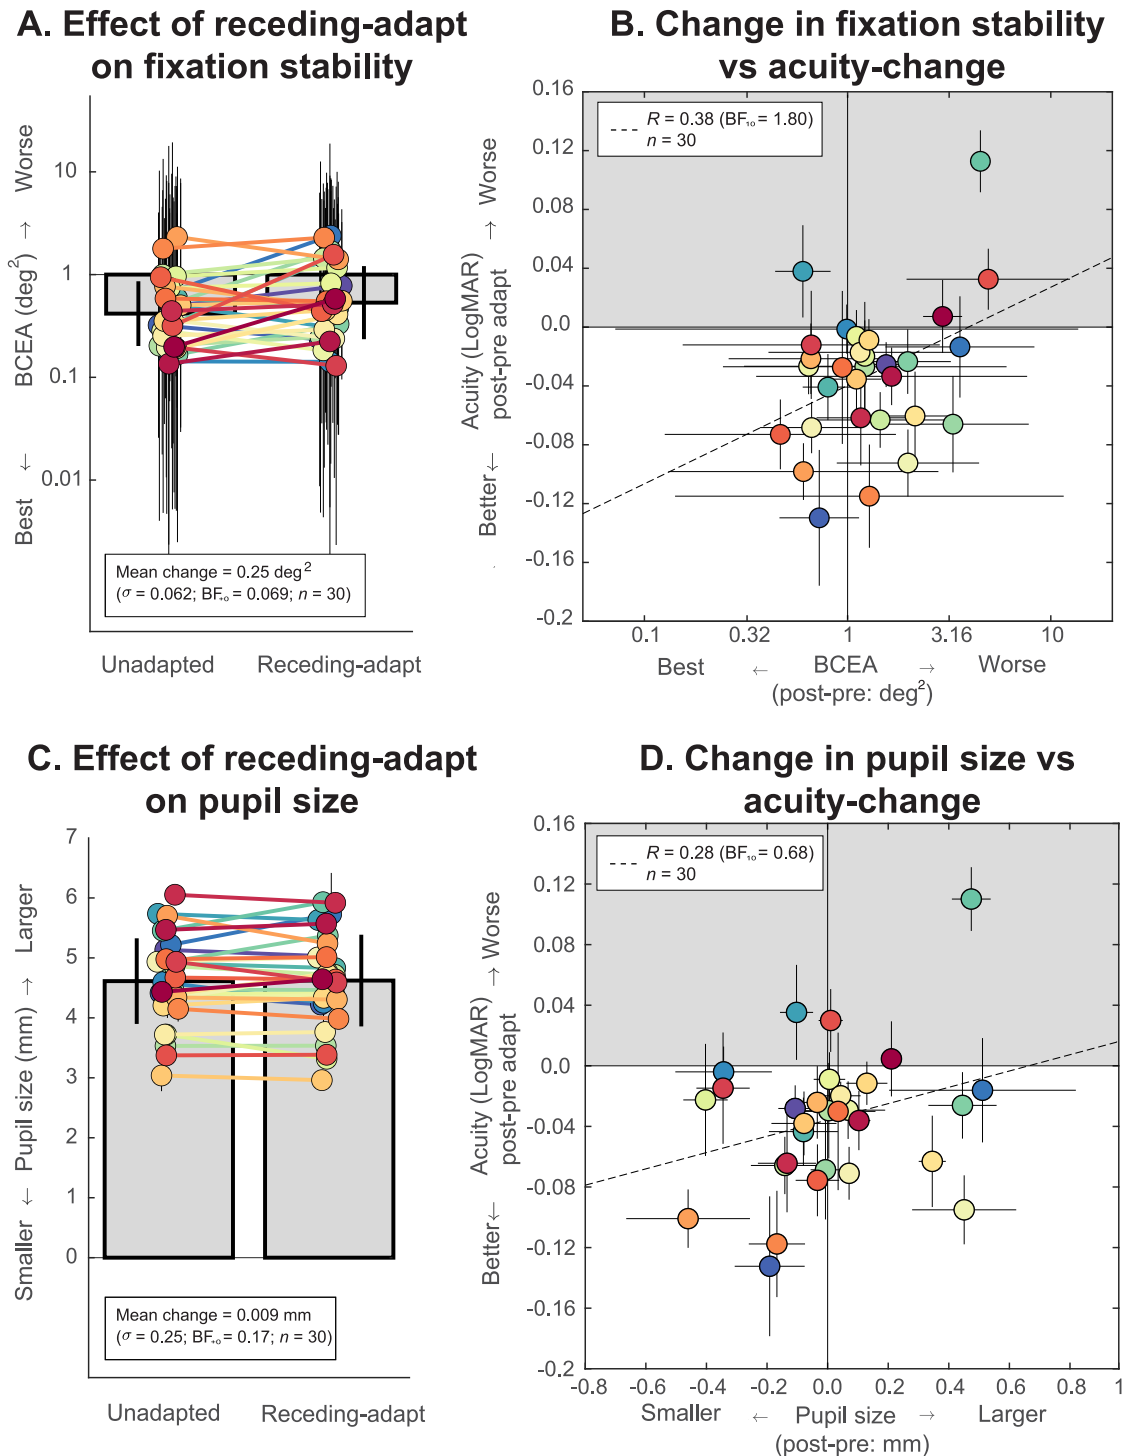 A. Effect of receding-adapt
on fixation stability
Best ← BCEA (deg²) → Worse
10
1
0.1
0.01
Mean change = 0.25 deg²
(σ = 0.062; BF₊₀ = 0.069; n = 30)
Unadapted
Receding-adapt
B. Change in fixation stability
vs acuity-change
Better ← Acuity (LogMAR) → Worse
post-pre adapt
0.16
0.12
0.08
0.04
0.0
-0.04
-0.08
-0.12
-0.16
-0.2
R = 0.38 (BF₁₀ = 1.80)
n = 30
0.1
0.32
1
3.16
10
Best ← BCEA → Worse
(post-pre: deg²)
C. Effect of receding-adapt
on pupil size
Smaller ← Pupil size (mm) → Larger
7
6
5
4
3
2
1
0
Mean change = 0.009 mm
(σ = 0.25; BF₊₀ = 0.17; n = 30)
Unadapted
Receding-adapt
D. Change in pupil size vs
acuity-change
Better ← Acuity (LogMAR) → Worse
post-pre adapt
0.16
0.12
0.08
0.04
0.0
-0.04
-0.08
-0.12
-0.16
-0.2
R = 0.28 (BF₁₀ = 0.68)
n = 30
-0.8
-0.6
-0.4
-0.2
0.0
0.2
0.4
0.6
0.8
1
Smaller ← Pupil size → Larger
(post-pre: mm)